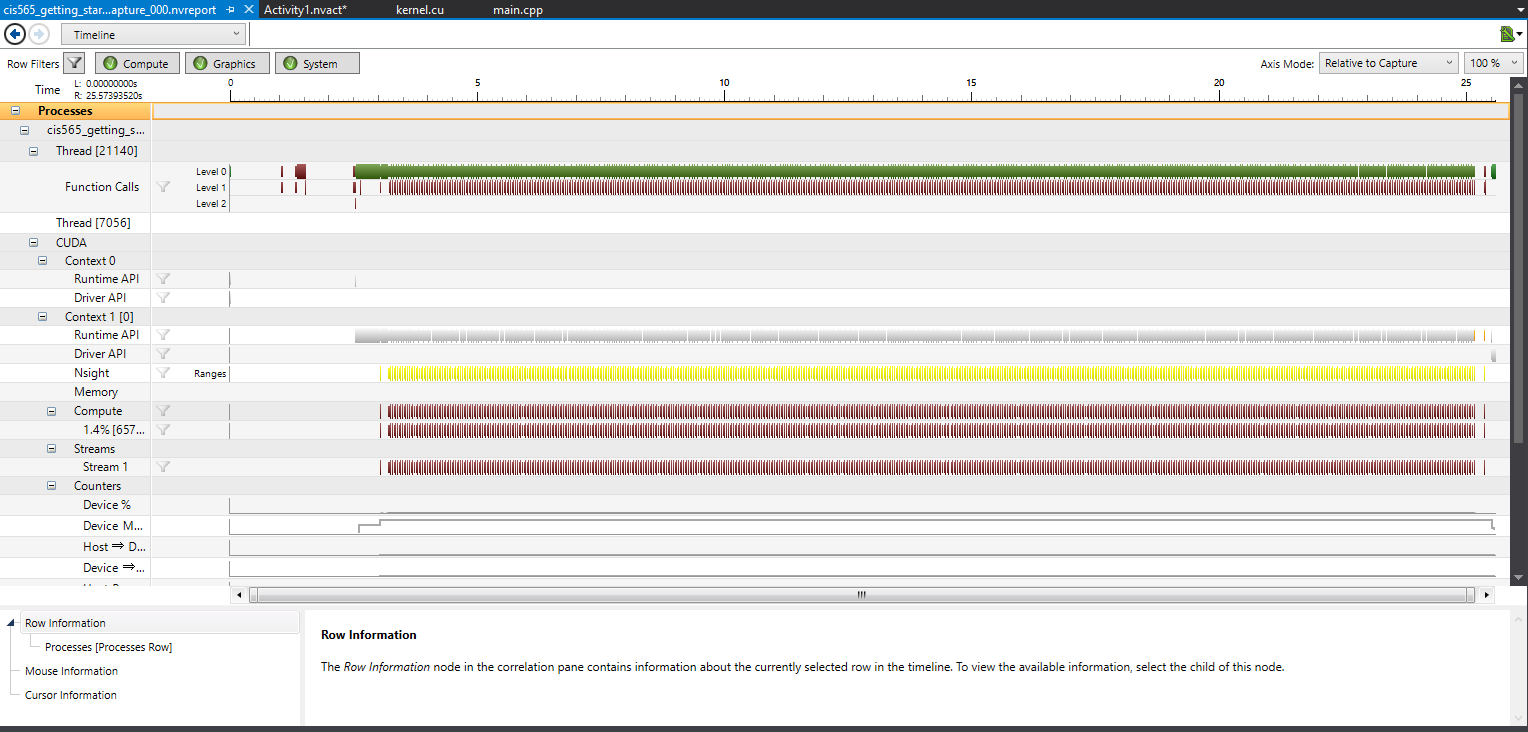 cis565_getting_star...apture_000.nvreport Activity1.nvact* kernel.cu main.cpp
Timeline
Row Filters Compute Graphics System Axis Mode: Relative to Capture 100 %
Time L: 0.00000000s R: 25.57393520s 0 5 10 15 20 25
Processes
cis565_getting_s...
Thread [21140]
Level 0
Function Calls Level 1
Level 2
Thread [7056]
CUDA
Context 0
Runtime API
Driver API
Context 1 [0]
Runtime API
Driver API
Nsight Ranges
Memory
Compute
1.4% [657...
Streams
Stream 1
Counters
Device %
Device M...
Host ⇒ D...
Device ⇒...
Row Information
Processes [Processes Row]
Mouse Information
Cursor Information
Row Information
The Row Information node in the correlation pane contains information about the currently selected row in the timeline. To view the available information, select the child of this node.